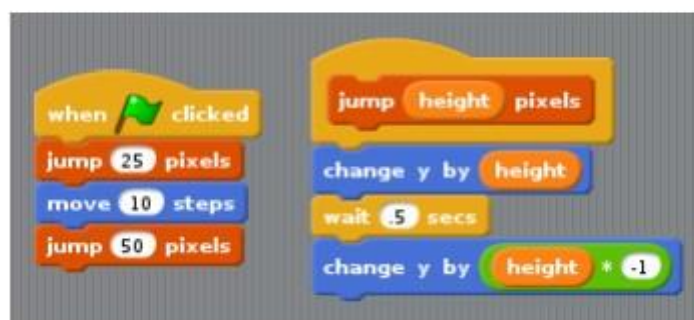 when clicked
jump 25 pixels
move 10 steps
jump 50 pixels
jump height pixels
change y by height
wait .5 secs
change y by height * -1